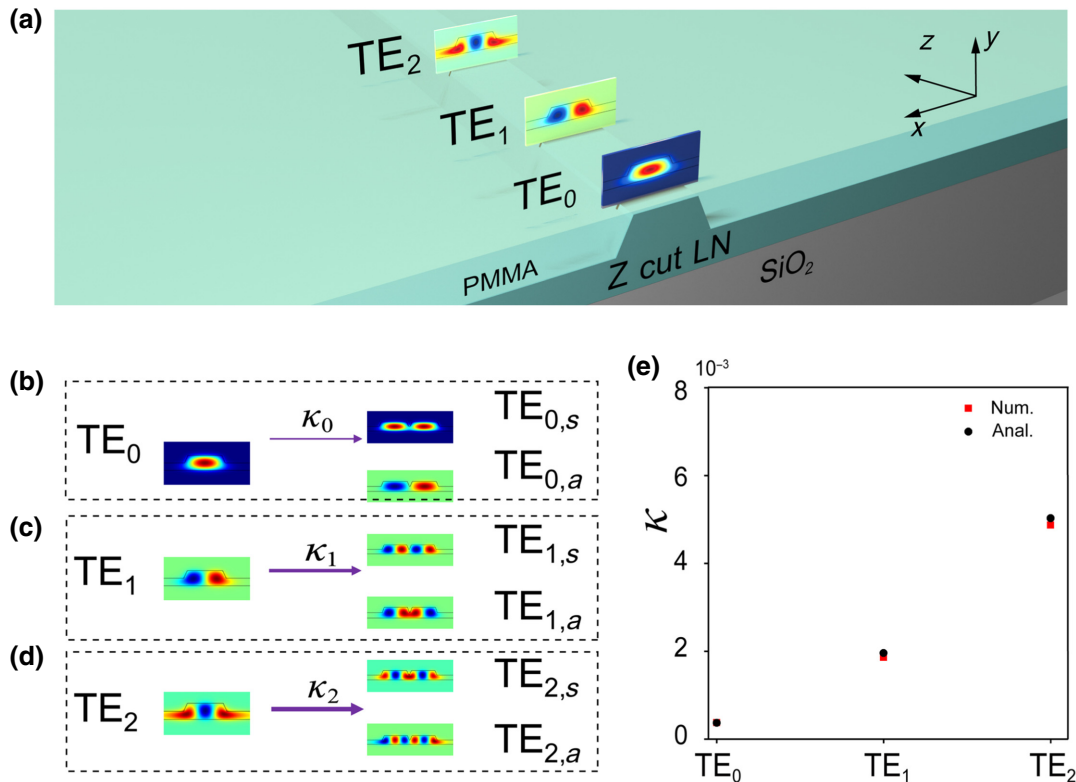 (a)
TE2
TE1
TE0
y
z
x
PMMA
Z cut LN
SiO2
(b)
TE0
κ0
TE0,s
TE0,a
(c)
TE1
κ1
TE1,s
TE1,a
(d)
TE2
κ2
TE2,s
TE2,a
(e)
10-3
8
6
4
2
0
κ
Num.
Anal.
TE0 TE1 TE2